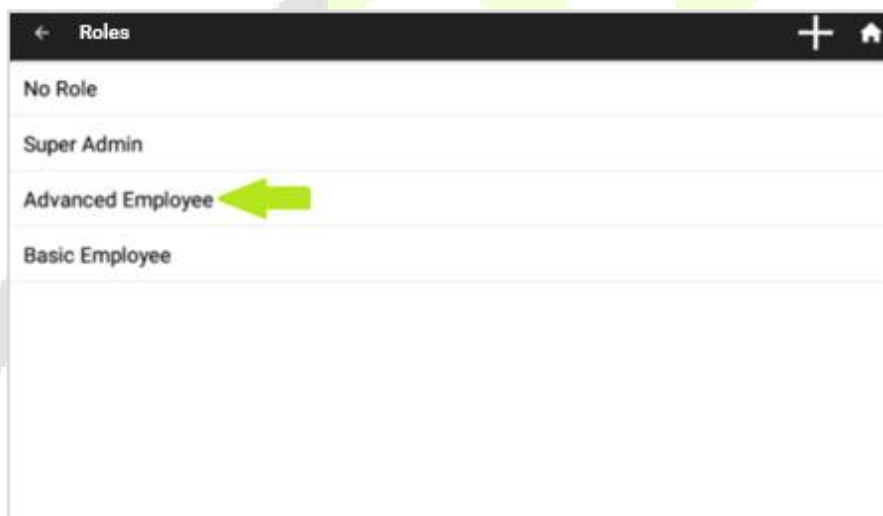 Roles
No Role
Super Admin
Advanced Employee
Basic Employee